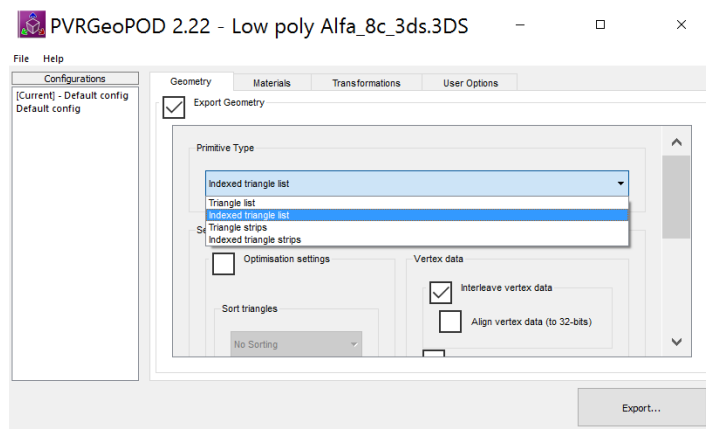 PVRGeoPOD 2.22 - Low poly Alfa_8c_3ds.3DS
File Help
Configurations
[Current] - Default config
Default config
Geometry Materials Transformations User Options
Export Geometry
Primitive Type
Indexed triangle list
Triangle list
Indexed triangle list
Triangle strips
Indexed triangle strips
Optimisation settings
Vertex data
Interleave vertex data
Align vertex data (to 32-bits)
Sort triangles
No Sorting
Export...